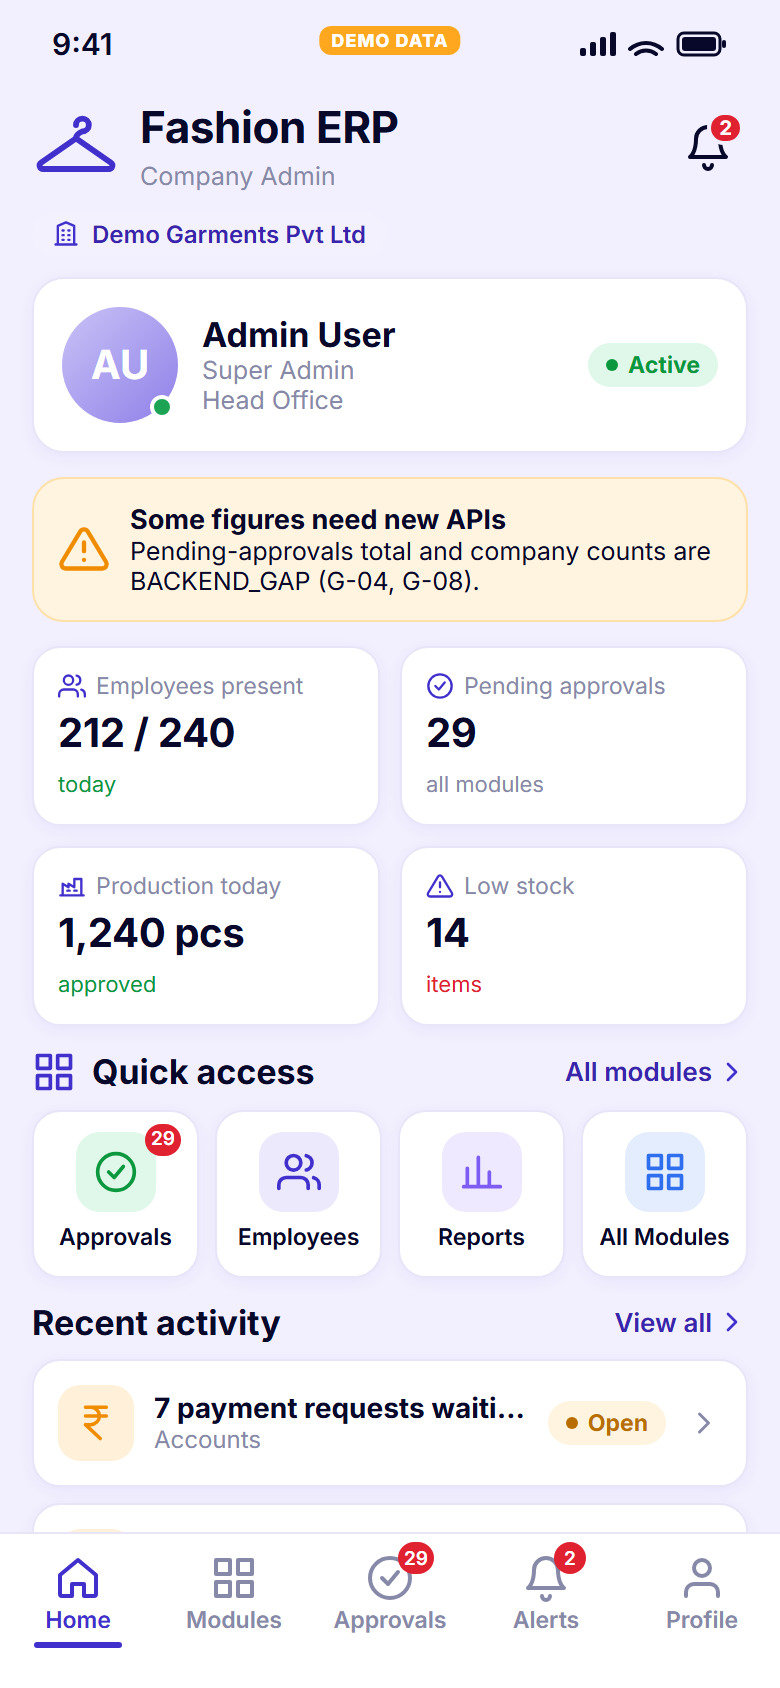 9:41
DEMO DATA
Fashion ERP
Company Admin
2
Demo Garments Pvt Ltd
AU
Admin User
Super Admin
Head Office
Active
Some figures need new APIs
Pending-approvals total and company counts are
BACKEND_GAP (G-04, G-08).
Employees present
212 / 240
today
Pending approvals
29
all modules
Production today
1,240 pcs
approved
Low stock
14
items
Quick access
All modules
29
Approvals
Employees
Reports
All Modules
Recent activity
View all
₹
7 payment requests waiti...
Accounts
Open
Home
Modules
29
Approvals
2
Alerts
Profile